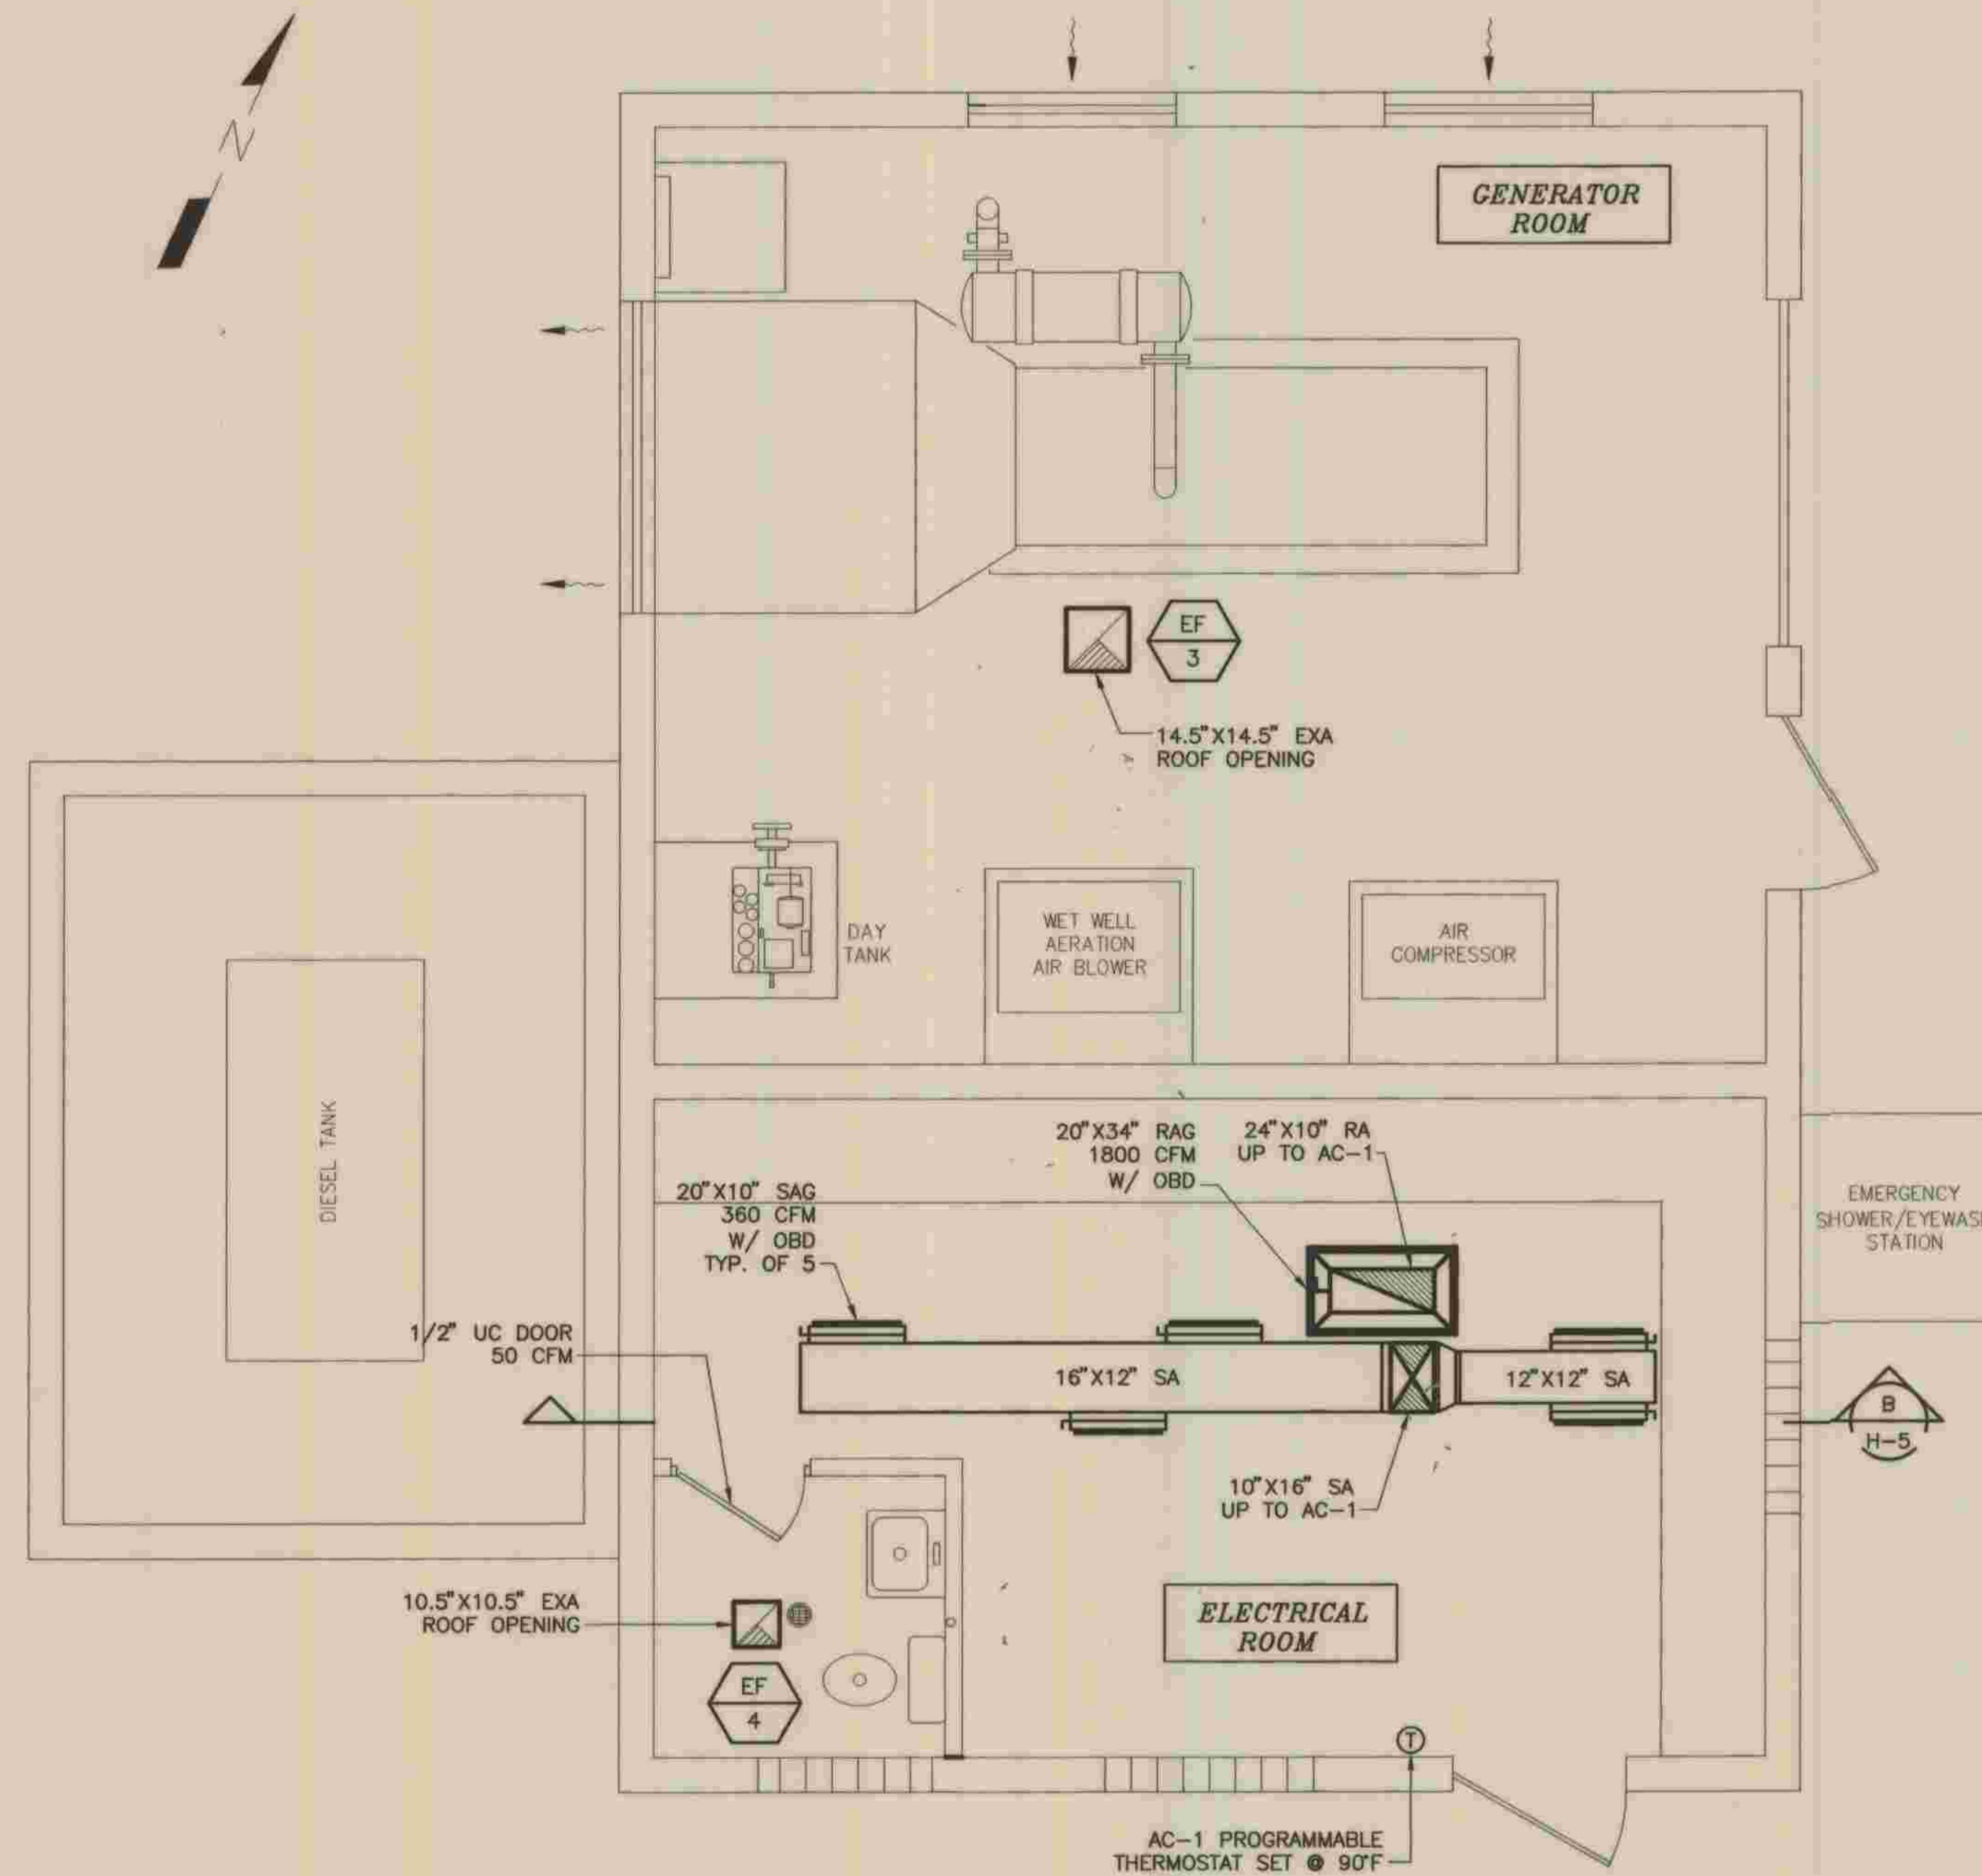 N
GENERATOR
ROOM
EF
3
14.5"X14.5" EXA
ROOF OPENING
DAY
TANK
WET WELL
AERATION
AIR BLOWER
AIR
COMPRESSOR
DIESEL TANK
20"X34" RAG
1800 CFM
W/ OBD
24"X10" RA
UP TO AC-1
20"X10" SAG
360 CFM
W/ OBD
TYP. OF 5
EMERGENCY
SHOWER/EYEWAS
STATION
1/2" UC DOOR
50 CFM
16"X12" SA
12"X12" SA
B
H-5
10"X16" SA
UP TO AC-1
10.5"X10.5" EXA
ROOF OPENING
ELECTRICAL
ROOM
EF
4
T
AC-1 PROGRAMMABLE
THERMOSTAT SET @ 90°F